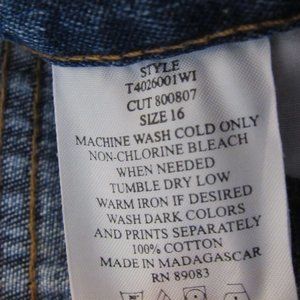 STYLE
T4026001WI
CUT 800807
SIZE 16
MACHINE WASH COLD ONLY
NON-CHLORINE BLEACH
WHEN NEEDED
TUMBLE DRY LOW
WARM IRON IF DESIRED
WASH DARK COLORS
AND PRINTS SEPARATELY
100% COTTON
MADE IN MADAGASCAR
RN 89083